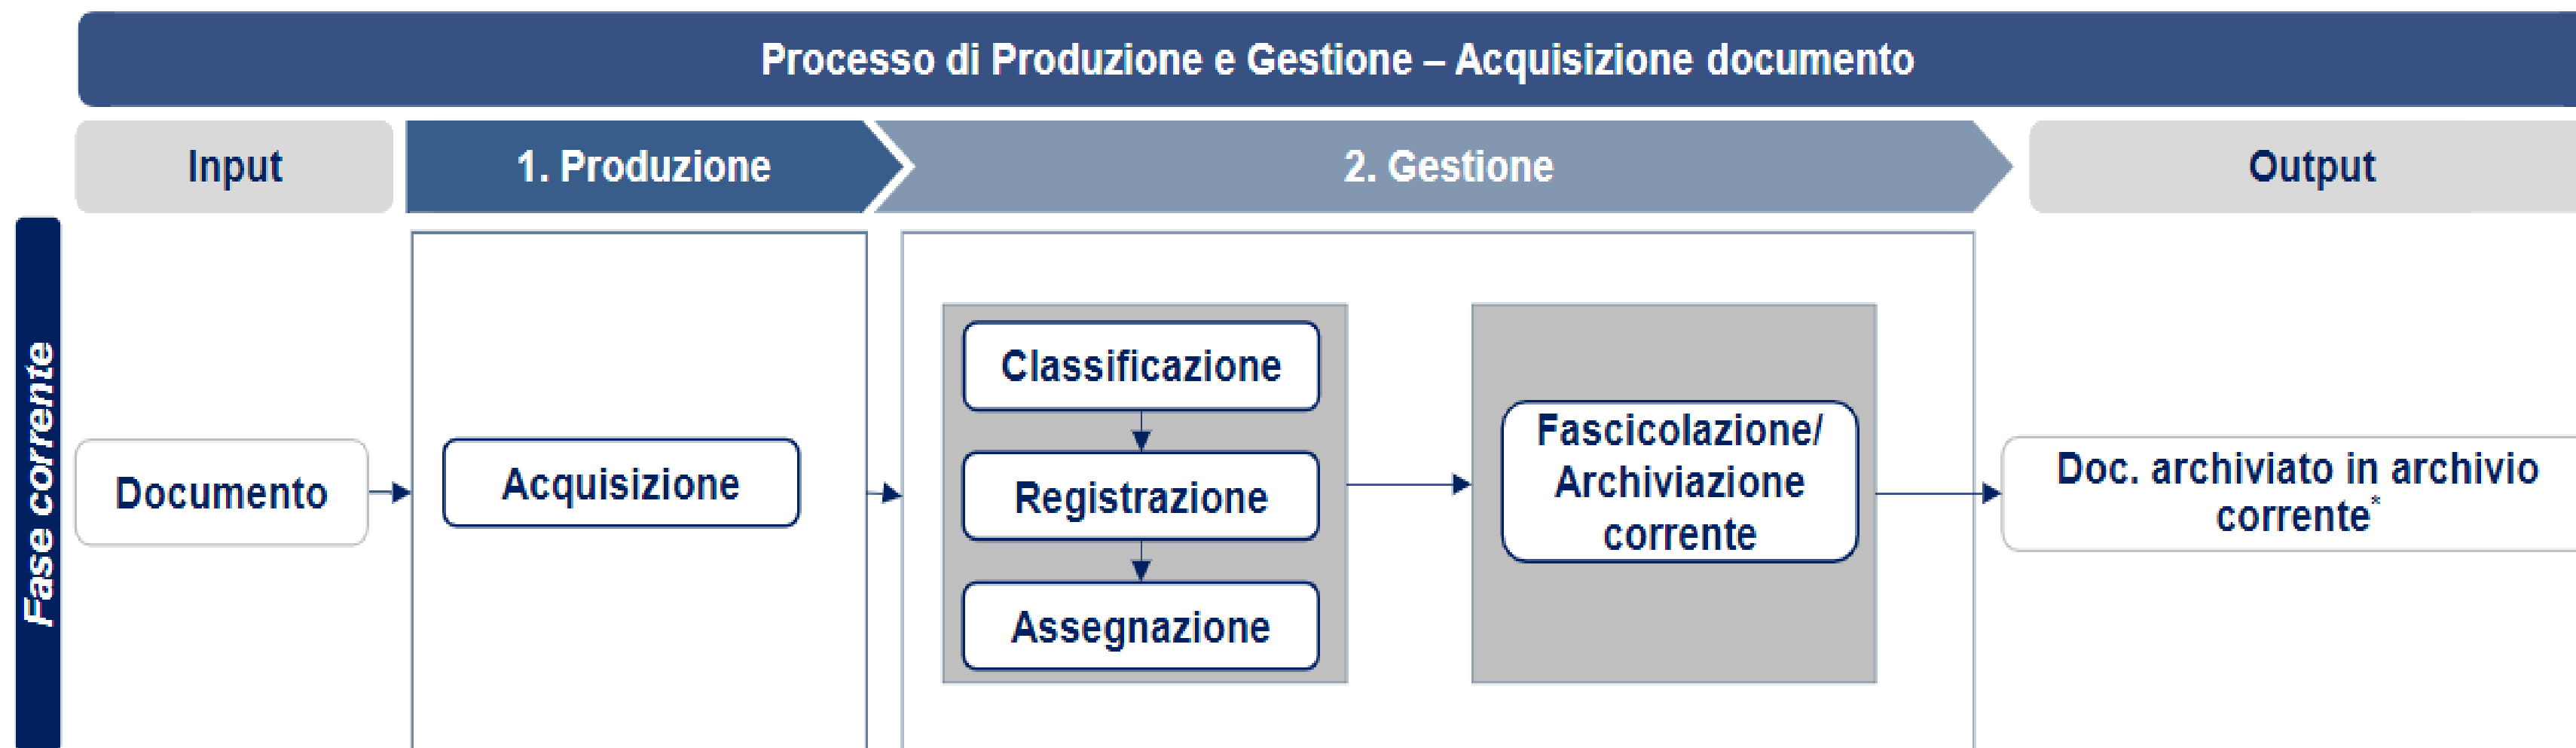 Processo di Produzione e Gestione – Acquisizione documento
Input
1. Produzione
2. Gestione
Output
Fase corrente
Documento
Acquisizione
Classificazione
Registrazione
Assegnazione
Fascicolazione/
Archiviazione
corrente
Doc. archiviato in archivio
corrente*